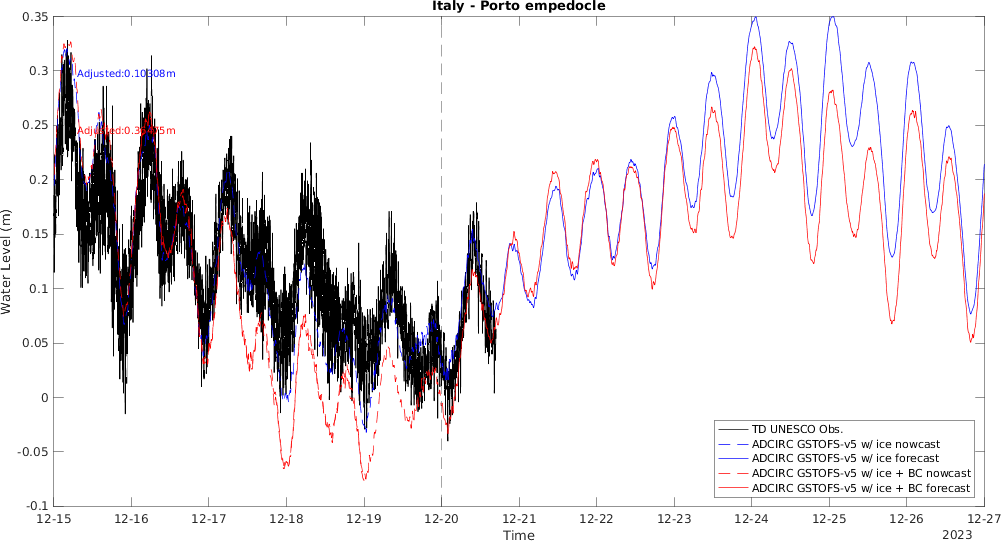 Italy - Porto empedocle
0.35
0.3
0.25
0.2
0.15
0.1
0.05
0
-0.05
-0.1
Water Level (m)
Adjusted:0.10308m
TD UNESCO Obs.
ADCIRC GSTOFS-v5 w/ ice nowcast
ADCIRC GSTOFS-v5 w/ ice forecast
ADCIRC GSTOFS-v5 w/ ice + BC nowcast
ADCIRC GSTOFS-v5 w/ ice + BC forecast
12-15 12-16 12-17 12-18 12-19 12-20 12-21 12-22 12-23 12-24 12-25 12-26 12-27
Time
2023